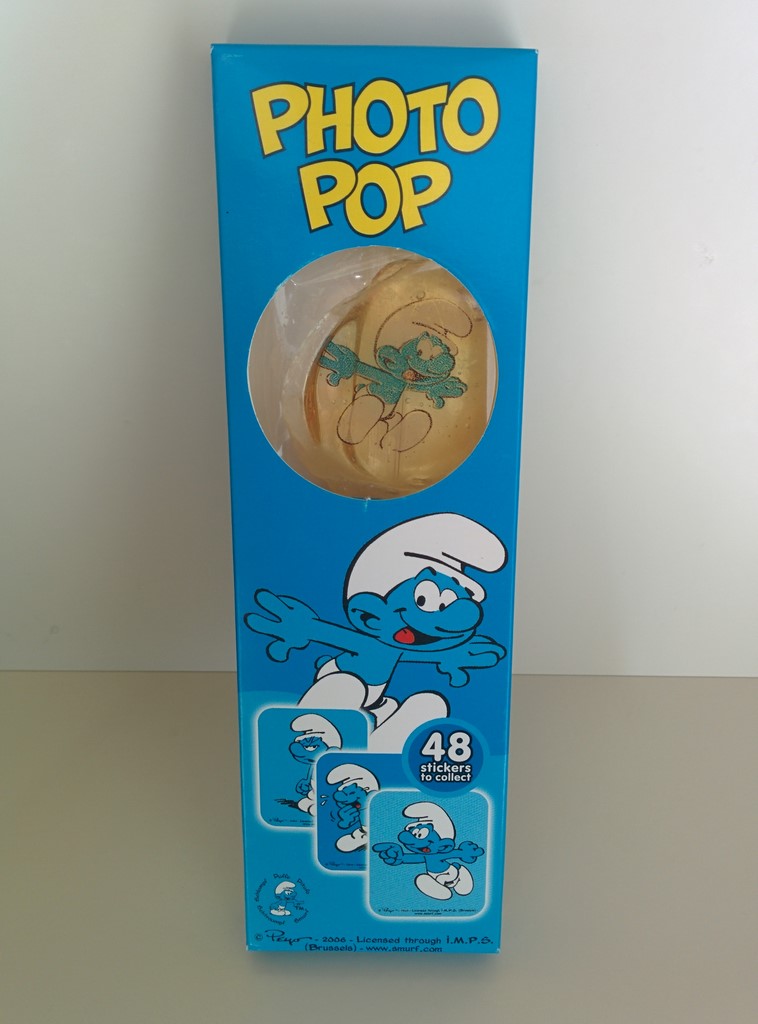 PHOTO
POP
48
stickers
to collect
© Peyo - 2006 - Licensed through I.M.P.S.
(Brussels) - www.smurf.com